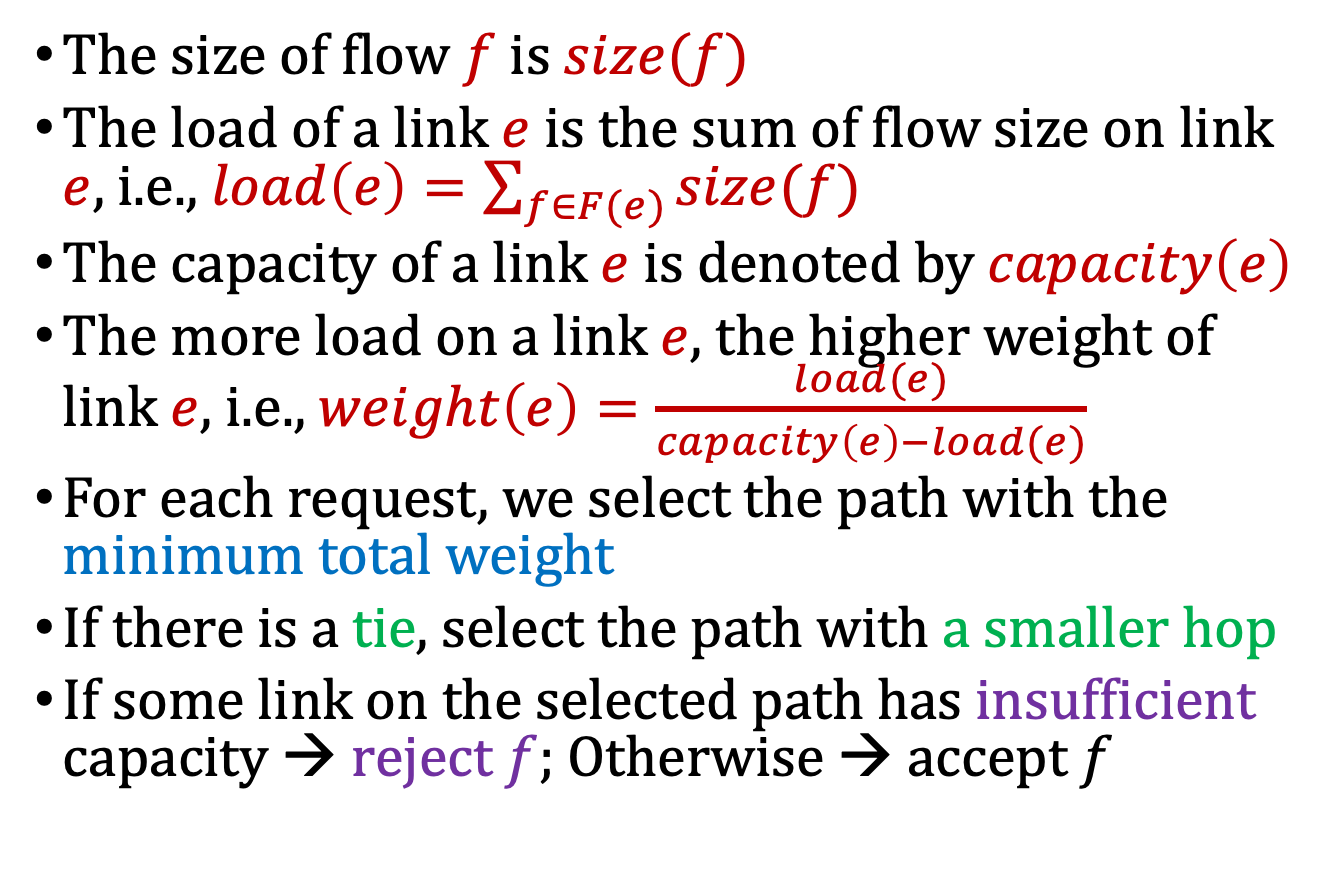 • The size of flow f is size(f)
• The load of a link e is the sum of flow size on link
e, i.e., load(e) = ∑f∈F(e) size(f)
• The capacity of a link e is denoted by capacity(e)
• The more load on a link e, the higher weight of
link e, i.e., weight(e) = load(e) / capacity(e)−load(e)
• For each request, we select the path with the
minimum total weight
• If there is a tie, select the path with a smaller hop
• If some link on the selected path has insufficient
capacity → reject f; Otherwise → accept f